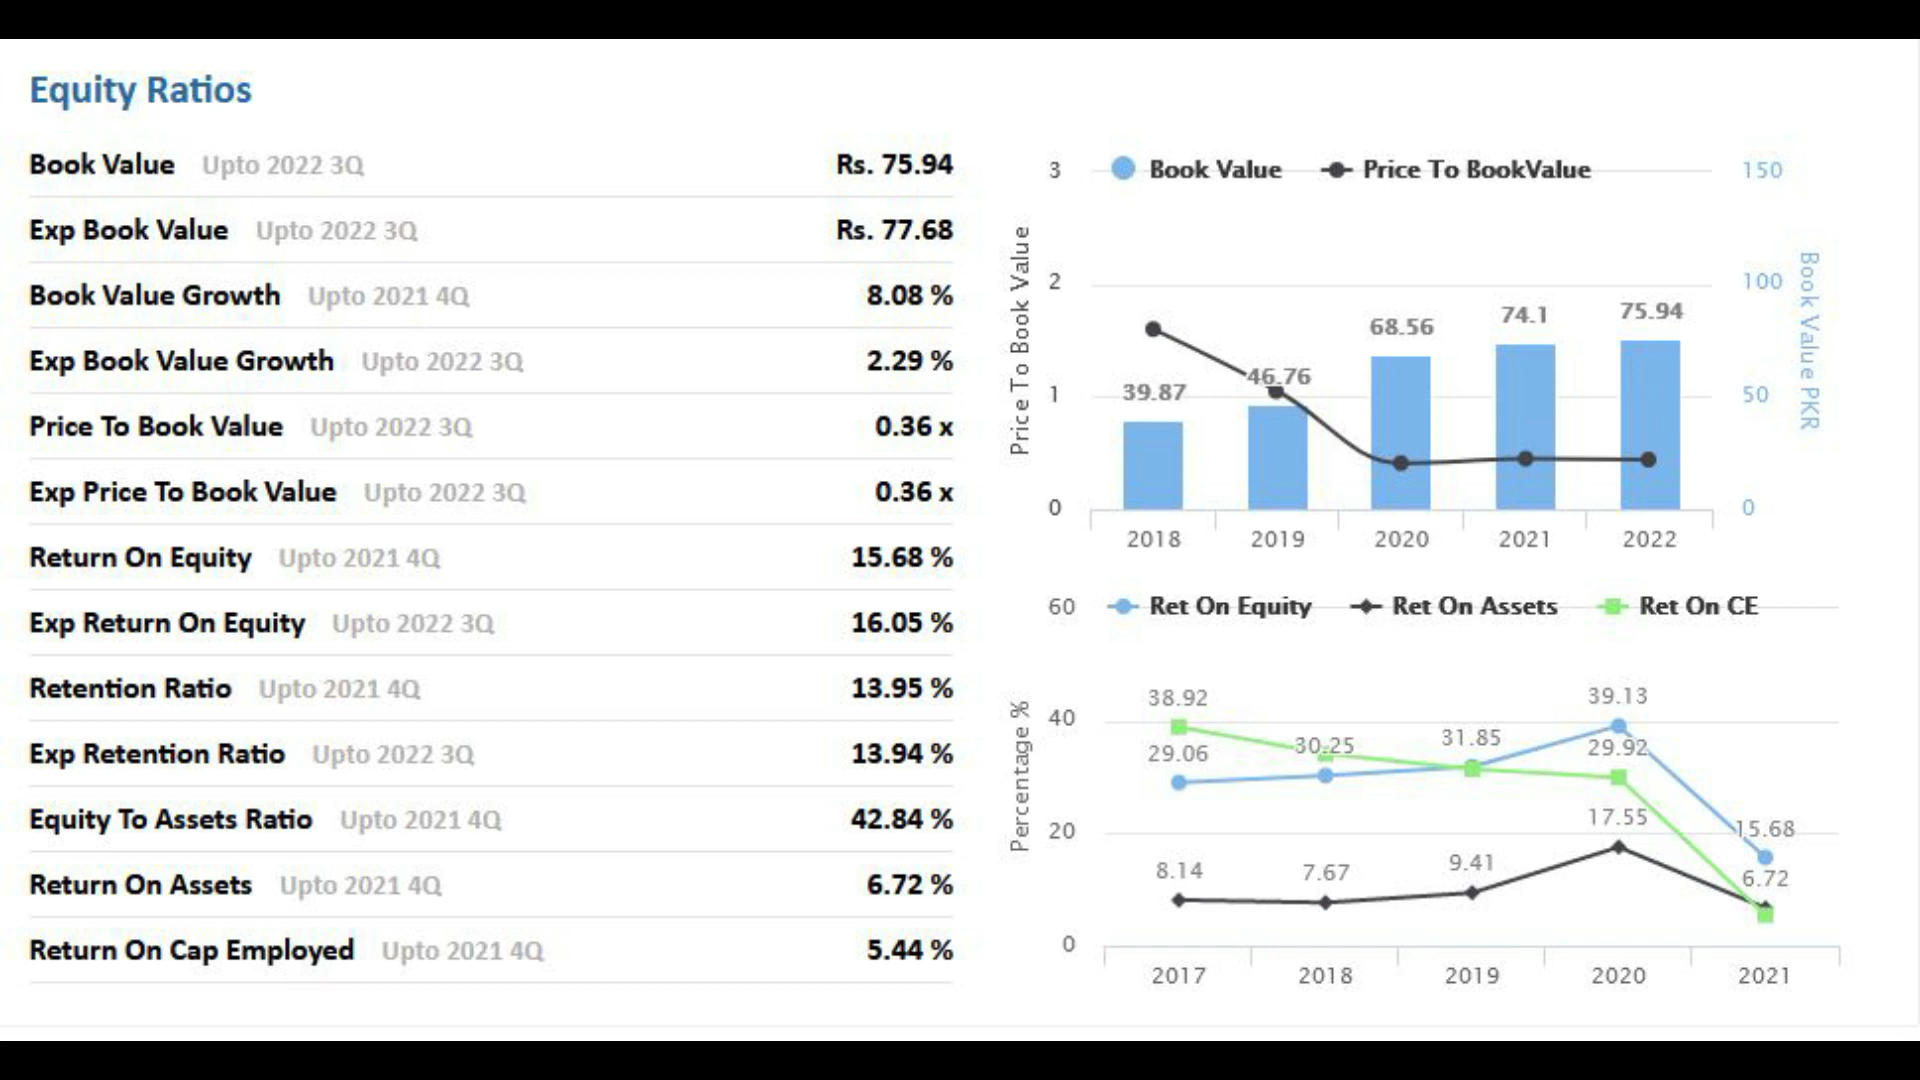 Equity Ratios
Book Value Upto 2022 3Q Rs. 75.94
Exp Book Value Upto 2022 3Q Rs. 77.68
Book Value Growth Upto 2021 4Q 8.08 %
Exp Book Value Growth Upto 2022 3Q 2.29 %
Price To Book Value Upto 2022 3Q 0.36 x
Exp Price To Book Value Upto 2022 3Q 0.36 x
Return On Equity Upto 2021 4Q 15.68 %
Exp Return On Equity Upto 2022 3Q 16.05 %
Retention Ratio Upto 2021 4Q 13.95 %
Exp Retention Ratio Upto 2022 3Q 13.94 %
Equity To Assets Ratio Upto 2021 4Q 42.84 %
Return On Assets Upto 2021 4Q 6.72 %
Return On Cap Employed Upto 2021 4Q 5.44 %
3 Book Value Price To BookValue 150
Price To Book Value
Book Value PKR
2 100
68.56 74.1 75.94
39.87 46.76
1 50
0 0
2018 2019 2020 2021 2022
60 Ret On Equity Ret On Assets Ret On CE
Percentage %
38.92 39.13
40
29.06 30.25 31.85 29.92
17.55
20 15.68
8.14 7.67 9.41 6.72
0
2017 2018 2019 2020 2021